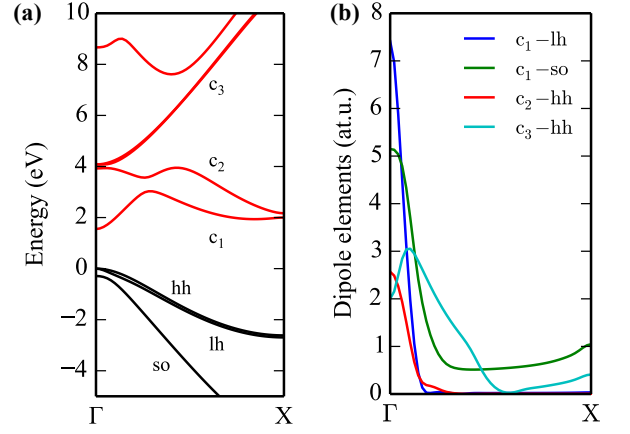 (a)
Energy (eV)
10
8
6
4
2
0
−2
−4
Γ
X
c3
c2
c1
hh
lh
so
(b)
Dipole elements (at.u.)
8
7
6
5
4
3
2
1
0
Γ
X
c1−lh
c1−so
c2−hh
c3−hh